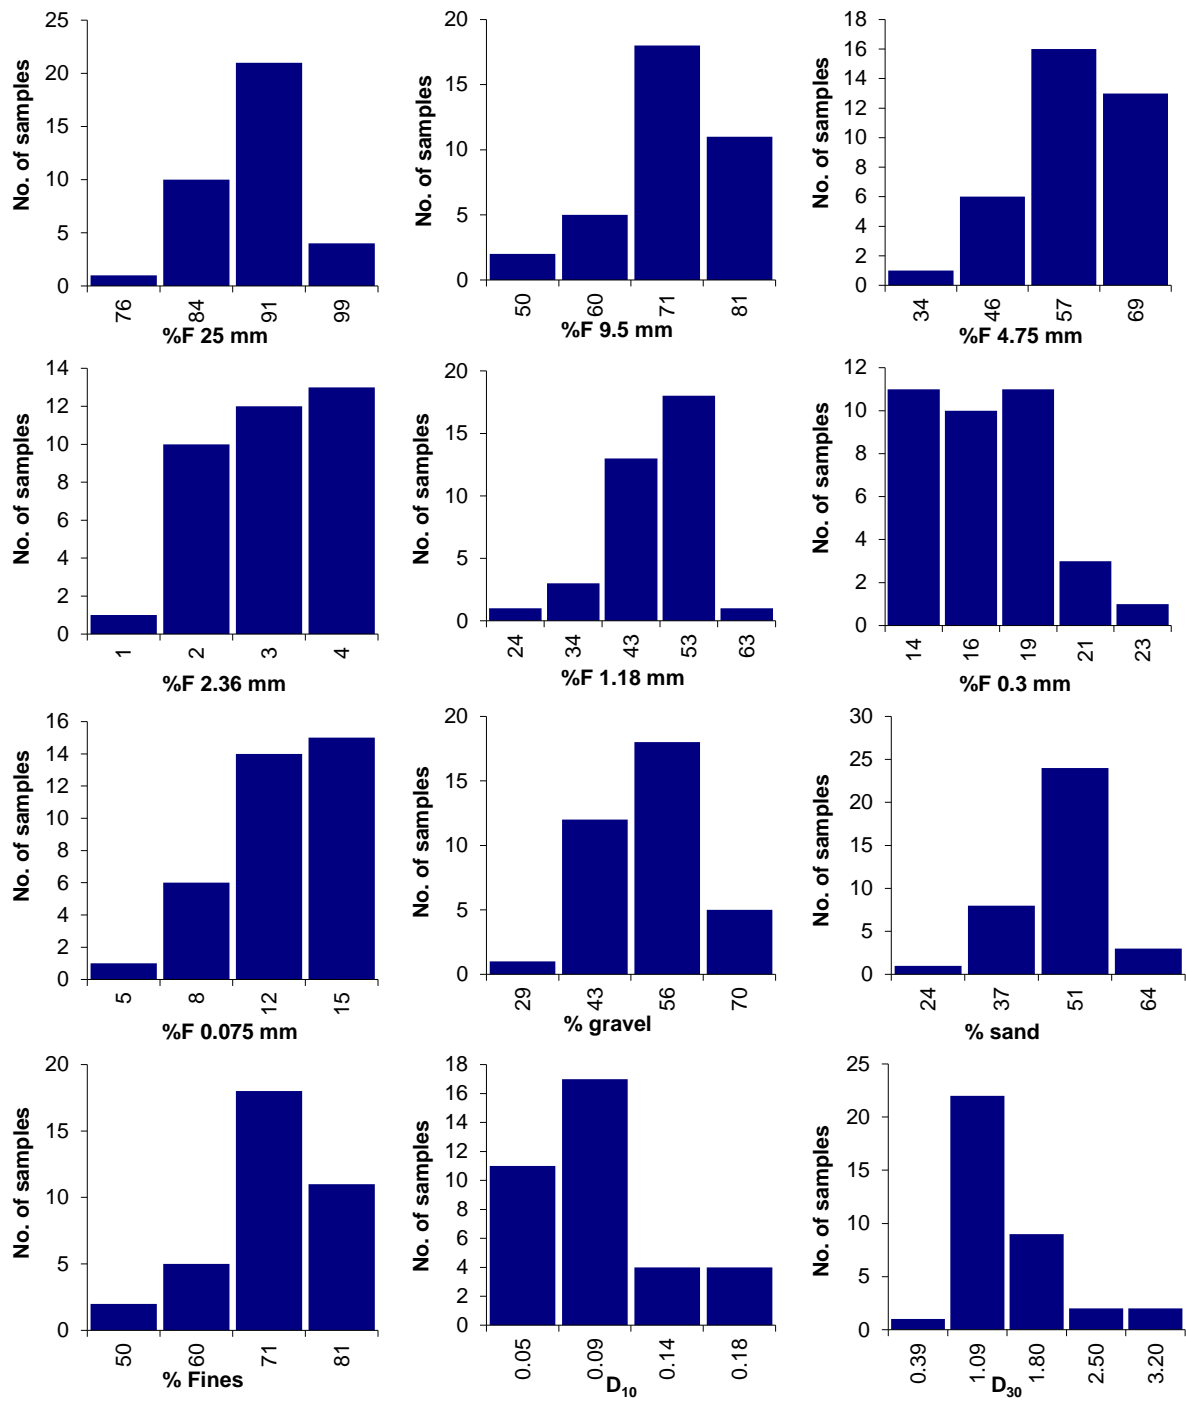 No. of samples
25
20
15
10
5
0
76 84 91 99
%F 25 mm
No. of samples
20
15
10
5
0
50 60 71 81
%F 9.5 mm
No. of samples
18
16
14
12
10
8
6
4
2
0
34 46 57 69
%F 4.75 mm
No. of samples
14
12
10
8
6
4
2
0
1 2 3 4
%F 2.36 mm
No. of samples
20
15
10
5
0
24 34 43 53 63
%F 1.18 mm
No. of samples
12
10
8
6
4
2
0
14 16 19 21 23
%F 0.3 mm
No. of samples
16
14
12
10
8
6
4
2
0
5 8 12 15
%F 0.075 mm
No. of samples
20
15
10
5
0
29 43 56 70
% gravel
No. of samples
30
25
20
15
10
5
0
24 37 51 64
% sand
No. of samples
20
15
10
5
0
50 60 71 81
% Fines
No. of samples
18
16
14
12
10
8
6
4
2
0
0.05 0.09 0.14 0.18
D10
No. of samples
25
20
15
10
5
0
0.39 1.09 1.80 2.50 3.20
D30